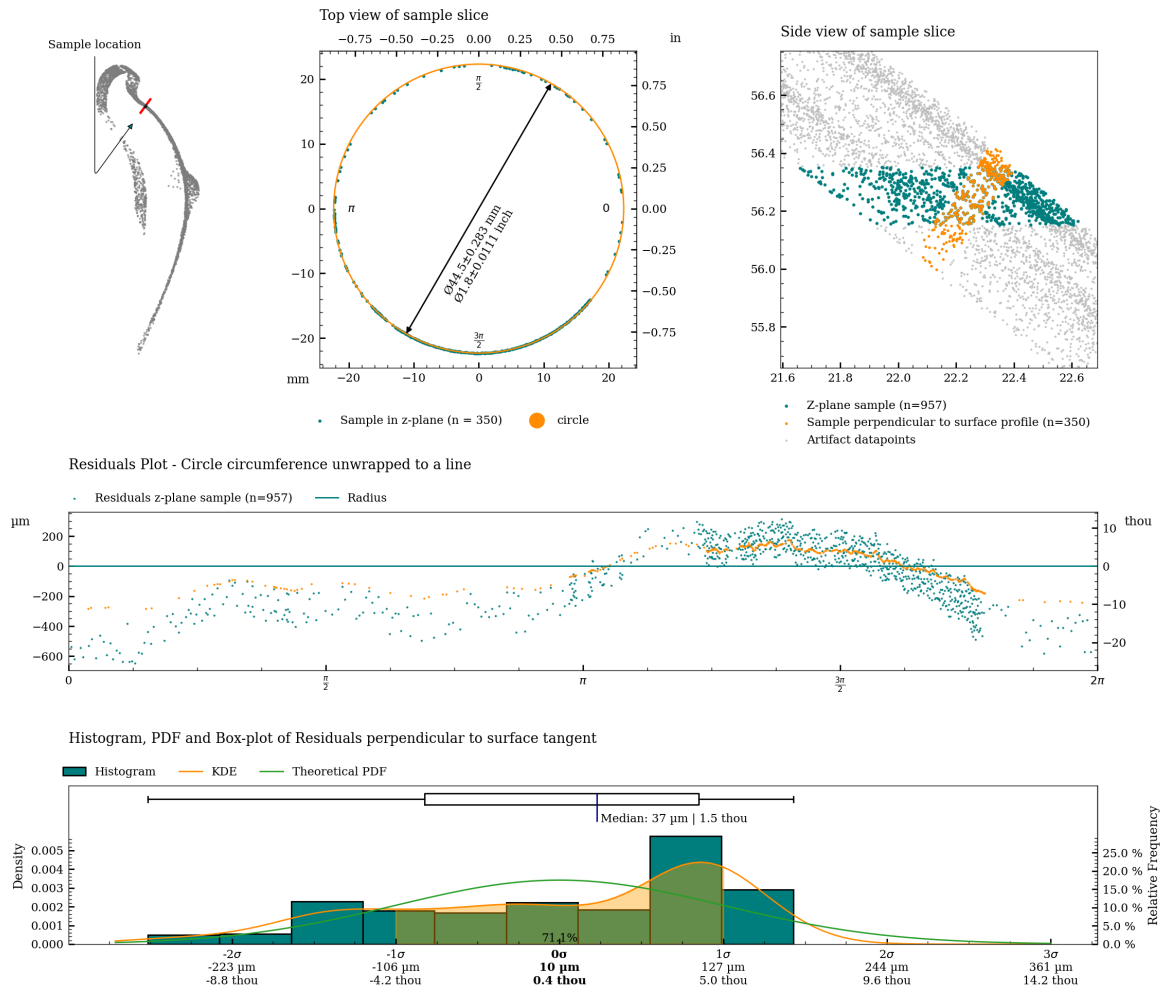 Sample location
Top view of sample slice
−0.75 −0.50 −0.25 0.00 0.25 0.50 0.75 in
20
10
0
−10
−20
mm
−20 −10 0 10 20
0.75
0.50
0.25
0.00
−0.25
−0.50
−0.75
π/2
π
0
3π/2
Ø44.5±0.283 mm
Ø1.8±0.0111 inch
Sample in z-plane (n = 350)
circle
Side view of sample slice
56.6
56.4
56.2
56.0
55.8
21.6 21.8 22.0 22.2 22.4 22.6
Z-plane sample (n=957)
Sample perpendicular to surface profile (n=350)
Artifact datapoints
Residuals Plot - Circle circumference unwrapped to a line
Residuals z-plane sample (n=957)
Radius
µm
200
0
−200
−400
−600
thou
10
0
−10
−20
0 π/2 π 3π/2 2π
Histogram, PDF and Box-plot of Residuals perpendicular to surface tangent
Histogram
KDE
Theoretical PDF
Median: 37 µm | 1.5 thou
Density
0.005
0.004
0.003
0.002
0.001
0.000
71.1%
Relative Frequency
25.0 %
20.0 %
15.0 %
10.0 %
5.0 %
0.0 %
-2σ -1σ 0σ 1σ 2σ 3σ
-223 µm -106 µm 10 µm 127 µm 244 µm 361 µm
-8.8 thou -4.2 thou 0.4 thou 5.0 thou 9.6 thou 14.2 thou